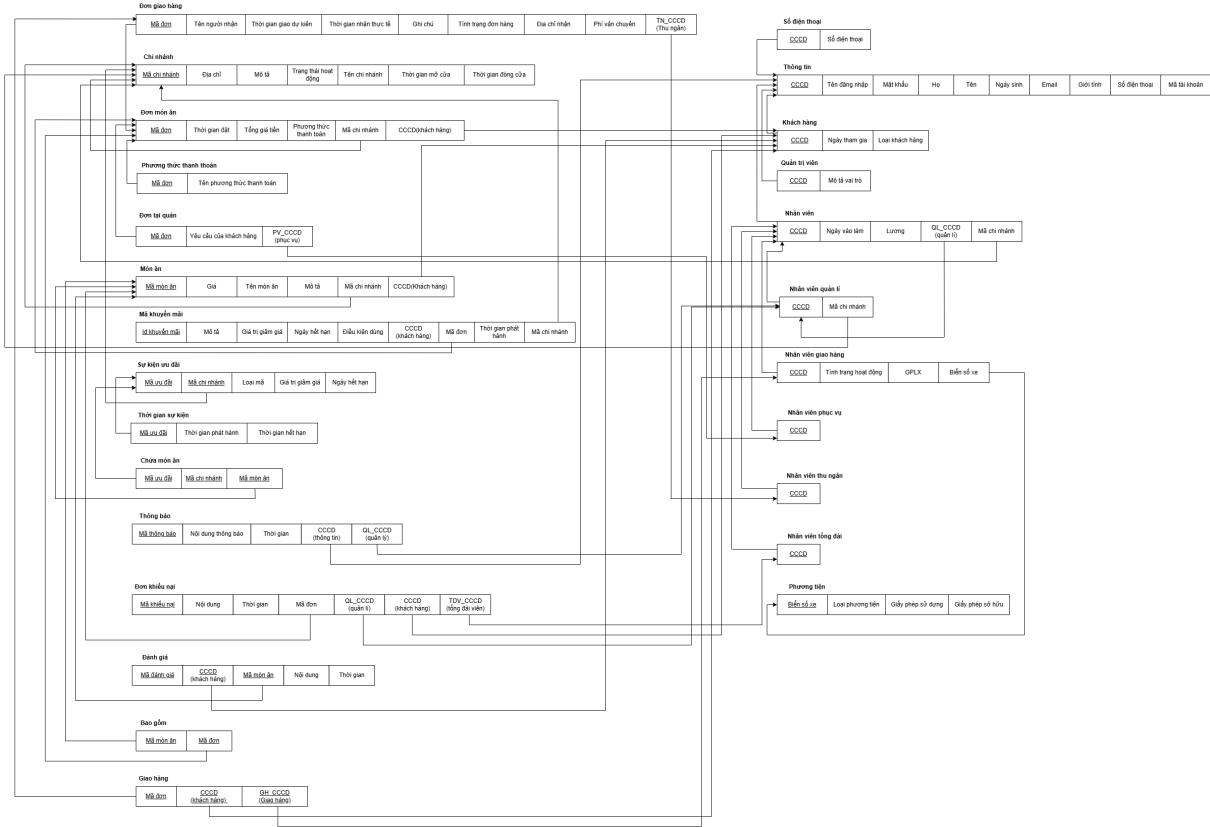 Đơn giao hàng
Mã đơn Tên người nhận Thời gian giao dự kiến Thời gian nhận thực tế Ghi chú Tình trạng đơn hàng Địa chỉ nhận Phí vận chuyển TN_CCCD
(Thu ngân)
Chi nhánh
Mã chi nhánh Địa chỉ Mô tả Trạng thái hoạt
động Tên chi nhánh Thời gian mở cửa Thời gian đóng cửa
Đơn món ăn
Mã đơn Thời gian đặt Tổng giá tiền Phương thức
thanh toán Mã chi nhánh CCCD(khách hàng)
Phương thức thanh thoán
Mã đơn Tên phương thức thanh toán
Đơn tại quán
Mã đơn Yêu cầu của khách hàng PV_CCCD
(phục vụ)
Món ăn
Mã món ăn Giá Tên món ăn Mô tả Mã chi nhánh CCCD(Khách hàng)
Mã khuyến mãi
Id khuyến mãi Mô tả Giá trị giảm giá Ngày hết hạn Điều kiện dùng CCCD
(khách hàng) Mã đơn Thời gian phát
hành Mã chi nhánh
Sự kiện ưu đãi
Mã ưu đãi Mã chi nhánh Loại mã Giá trị giảm giá Ngày hết hạn
Thời gian sự kiện
Mã ưu đãi Thời gian phát hành Thời gian hết hạn
Chứa món ăn
Mã ưu đãi Mã chi nhánh Mã món ăn
Thông báo
Mã thông báo Nội dung thông báo Thời gian CCCD
(thông tin) QL_CCCD
(quản lý)
Đơn khiếu nại
Mã khiếu nại Nội dung Thời gian Mã đơn QL_CCCD
(quản lí) CCCD
(khách hàng) TDV_CCCD
(tổng đài viên)
Đánh giá
Mã đánh giá CCCD
(khách hàng) Mã món ăn Nội dung Thời gian
Bao gồm
Mã món ăn Mã đơn
Giao hàng
Mã đơn CCCD
(khách hàng) GH_CCCD
(Giao hàng)
Số điện thoại
CCCD Số điện thoại
Thông tin
CCCD Tên đăng nhập Mật khẩu Họ Tên Ngày sinh Email Giới tính Số điện thoại Mã tài khoản
Khách hàng
CCCD Ngày tham gia Loại khách hàng
Quản trị viên
CCCD Mô tả vai trò
Nhân viên
CCCD Ngày vào làm Lương QL_CCCD
(quản lí) Mã chi nhánh
Nhân viên quản lí
CCCD Mã chi nhánh
Nhân viên giao hàng
CCCD Tình trạng hoạt động GPLX Biển số xe
Nhân viên phục vụ
CCCD
Nhân viên thu ngân
CCCD
Nhân viên tổng đài
CCCD
Phương tiện
Biển số xe Loại phương tiện Giấy phép sử dụng Giấy phép sở hữu